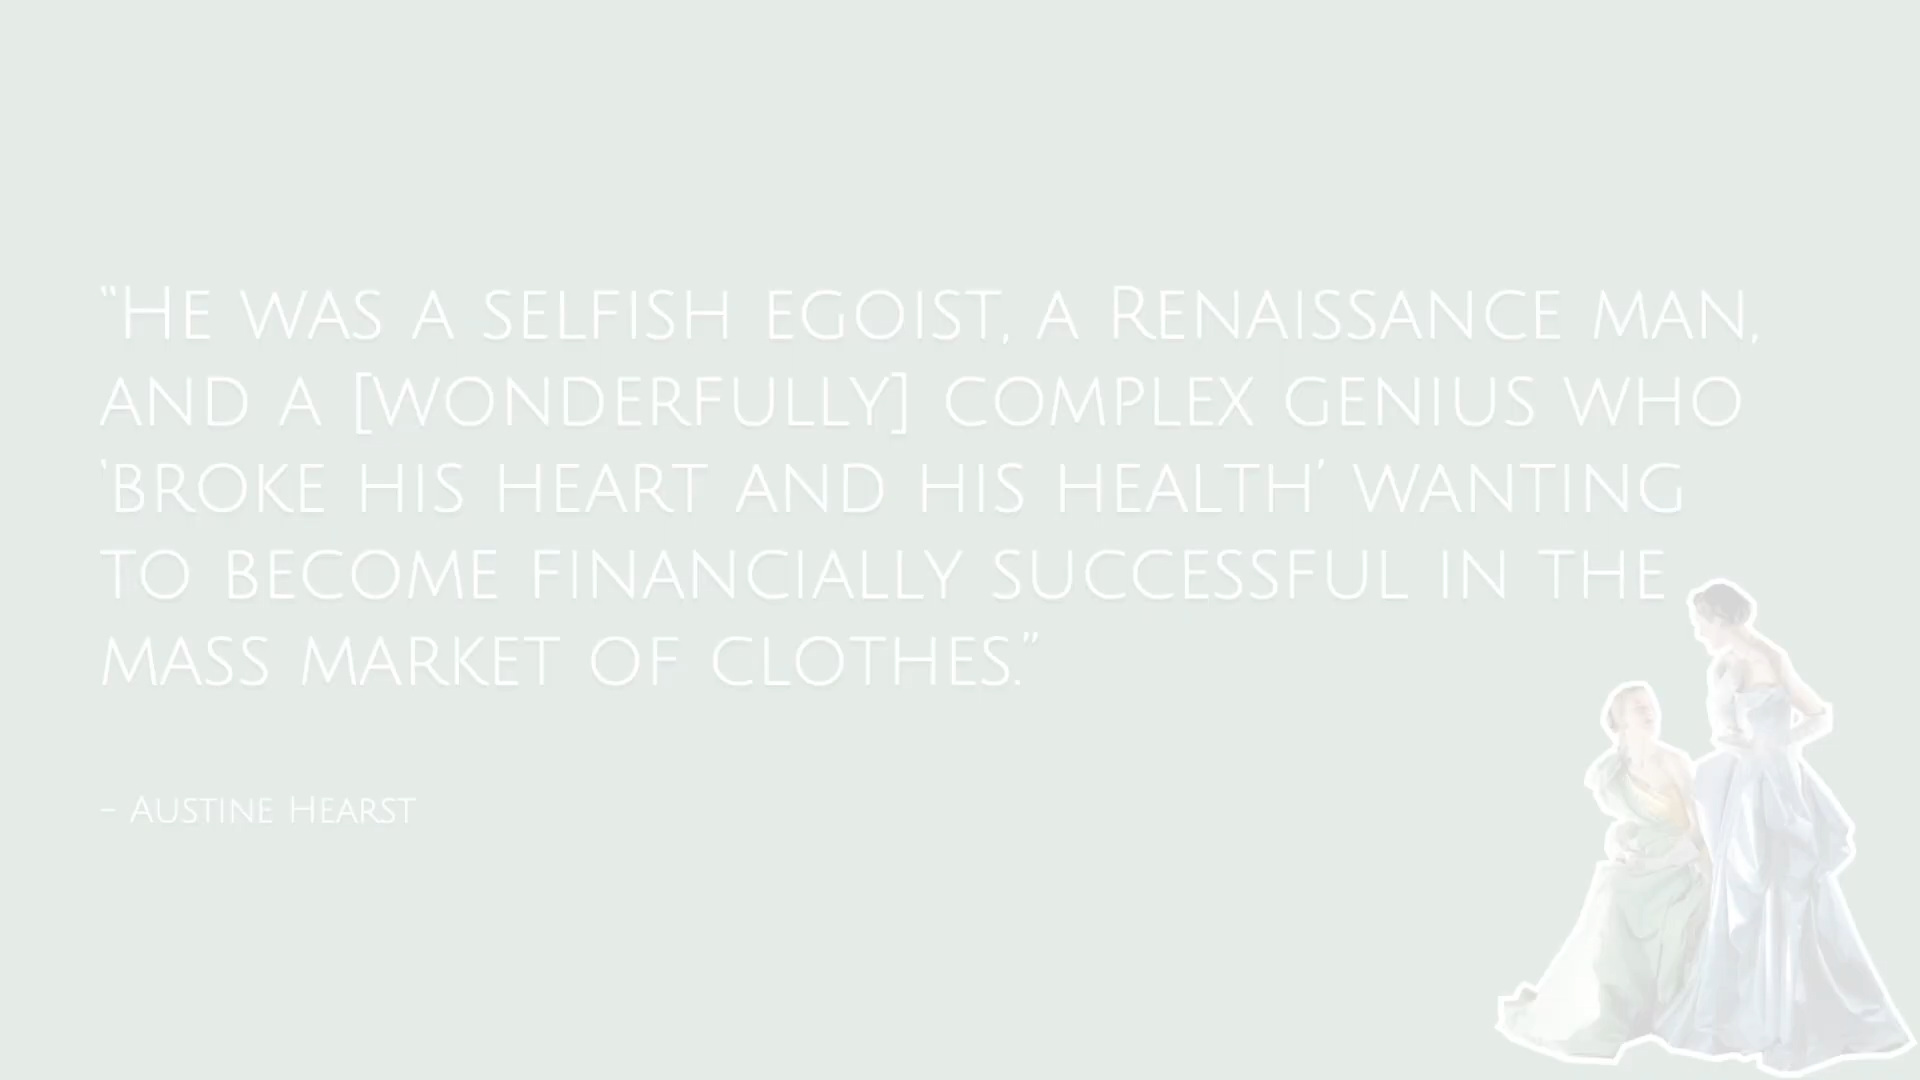 “He was a selfish egoist, a Renaissance man,
and a [wonderfully] complex genius who
‘broke his heart and his health’ wanting
to become financially successful in the
mass market of clothes.”
– Austine Hearst